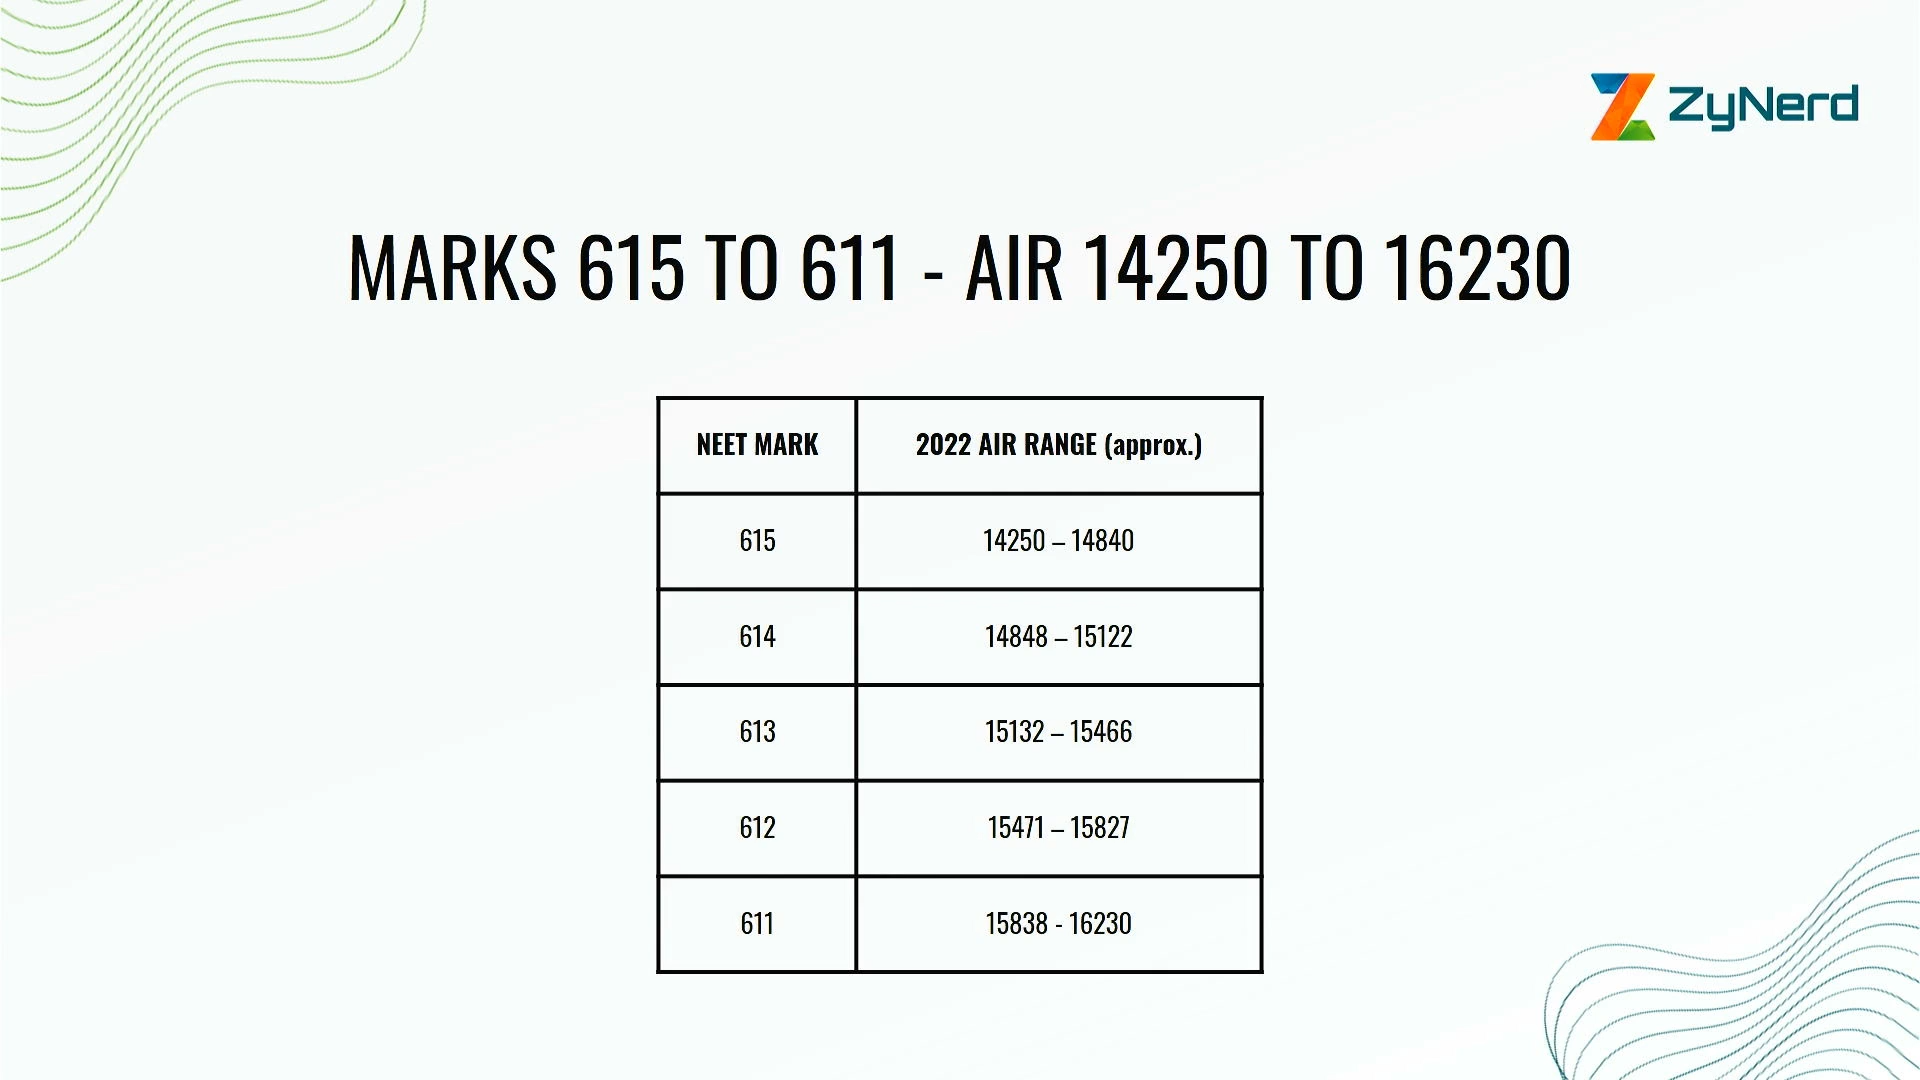 ZyNerd
MARKS 615 TO 611 - AIR 14250 TO 16230
NEET MARK 2022 AIR RANGE (approx.)
615 14250 – 14840
614 14848 – 15122
613 15132 – 15466
612 15471 – 15827
611 15838 - 16230